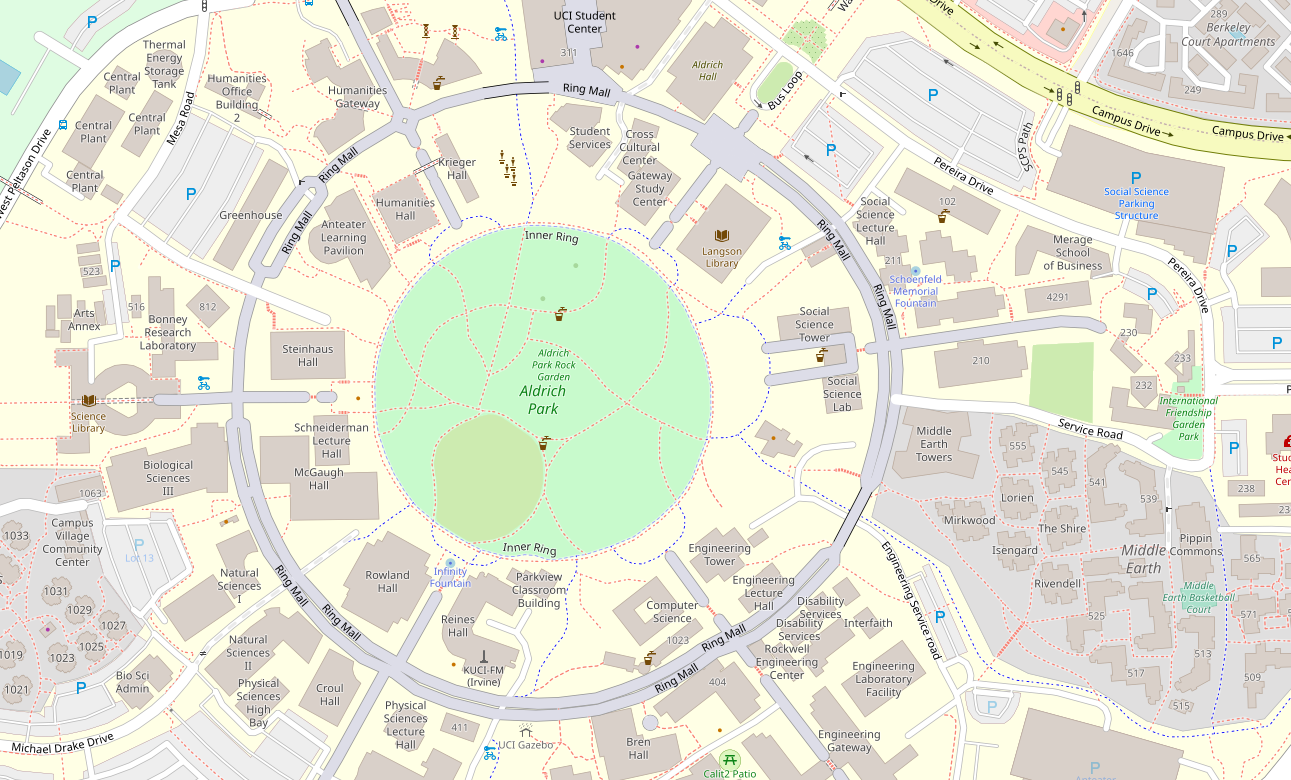 UCI Student
Center
311
Thermal
Energy
Storage
Tank
Central
Plant
Humanities
Office
Building
2
Humanities
Gateway
Central
Plant
Central
Plant
Central
Plant
Mesa Road
West Peltason Drive
Ring Mall
Aldrich
Hall
Bus Loop
Drive
289
Berkeley
Court Apartments
1646
249
Campus Drive
Campus Drive
SCPS Path
Pereira Drive
Social Science
Parking
Structure
Student
Services
Cross
Cultural
Center
Gateway
Study
Center
Krieger
Hall
Humanities
Hall
Ring Mall
Ring Mall
Greenhouse
Anteater
Learning
Pavilion
Inner Ring
Langson
Library
Ring Mall
Ring Mall
Social
Science
Lecture
Hall
102
211
Schoenfeld
Memorial
Fountain
Merage
School
of Business
4291
Pereira Drive
230
233
232
210
International
Friendship
Garden
Park
523
516
812
Arts
Annex
Bonney
Research
Laboratory
Steinhaus
Hall
Science
Library
Schneiderman
Lecture
Hall
McGaugh
Hall
Biological
Sciences
III
Aldrich
Park Rock
Garden
Aldrich
Park
Social
Science
Tower
Social
Science
Lab
Service Road
Middle
Earth
Towers
555
545
541
539
Lorien
Mirkwood
The Shire
Isengard
Rivendell
Middle
Earth
Pippin
Commons
Middle
Earth Basketball
Court
525
517
513
515
565
571
509
238
1063
Campus
Village
Community
Center
Lot 13
1033
1031
1029
1027
1025
1023
1019
1021
Natural
Sciences
I
Natural
Sciences
II
Physical
Sciences
High
Bay
Bio Sci
Admin
Michael Drake Drive
Ring Mall
Ring Mall
Rowland
Hall
Croul
Hall
Physical
Sciences
Lecture
Hall
Inner Ring
Infinity
Fountain
Reines
Hall
Parkview
Classroom
Building
KUCI-FM
(Irvine)
411
UCI Gazebo
Bren
Hall
Calit2 Patio
Engineering
Tower
Computer
Science
1023
Engineering
Lecture
Hall
Disability
Services
Disability
Services
Rockwell
Engineering
Center
Interfaith
Ring Mall
Ring Mall
404
Engineering
Laboratory
Facility
Engineering
Gateway
Engineering Service road